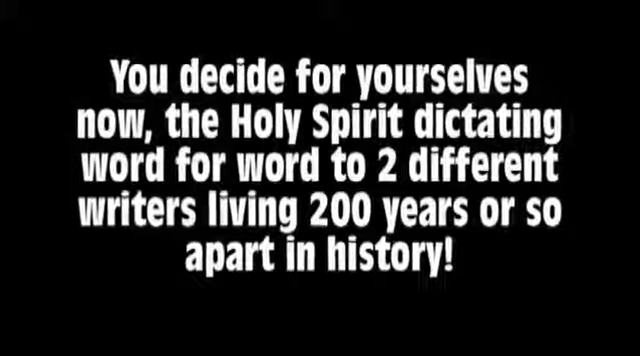 You decide for yourselves
now, the Holy Spirit dictating
word for word to 2 different
writers living 200 years or so
apart in history!